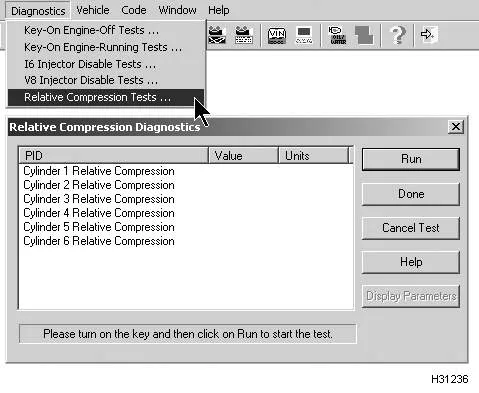 Diagnostics Vehicle Code Window Help
Key-On Engine-Off Tests ...
Key-On Engine-Running Tests ...
I6 Injector Disable Tests ...
V8 Injector Disable Tests ...
Relative Compression Tests ...
VIN
OIL/
WATER
Relative Compression Diagnostics
PID Value Units
Cylinder 1 Relative Compression
Cylinder 2 Relative Compression
Cylinder 3 Relative Compression
Cylinder 4 Relative Compression
Cylinder 5 Relative Compression
Cylinder 6 Relative Compression
Run
Done
Cancel Test
Help
Display Parameters
Please turn on the key and then click on Run to start the test.
H31236